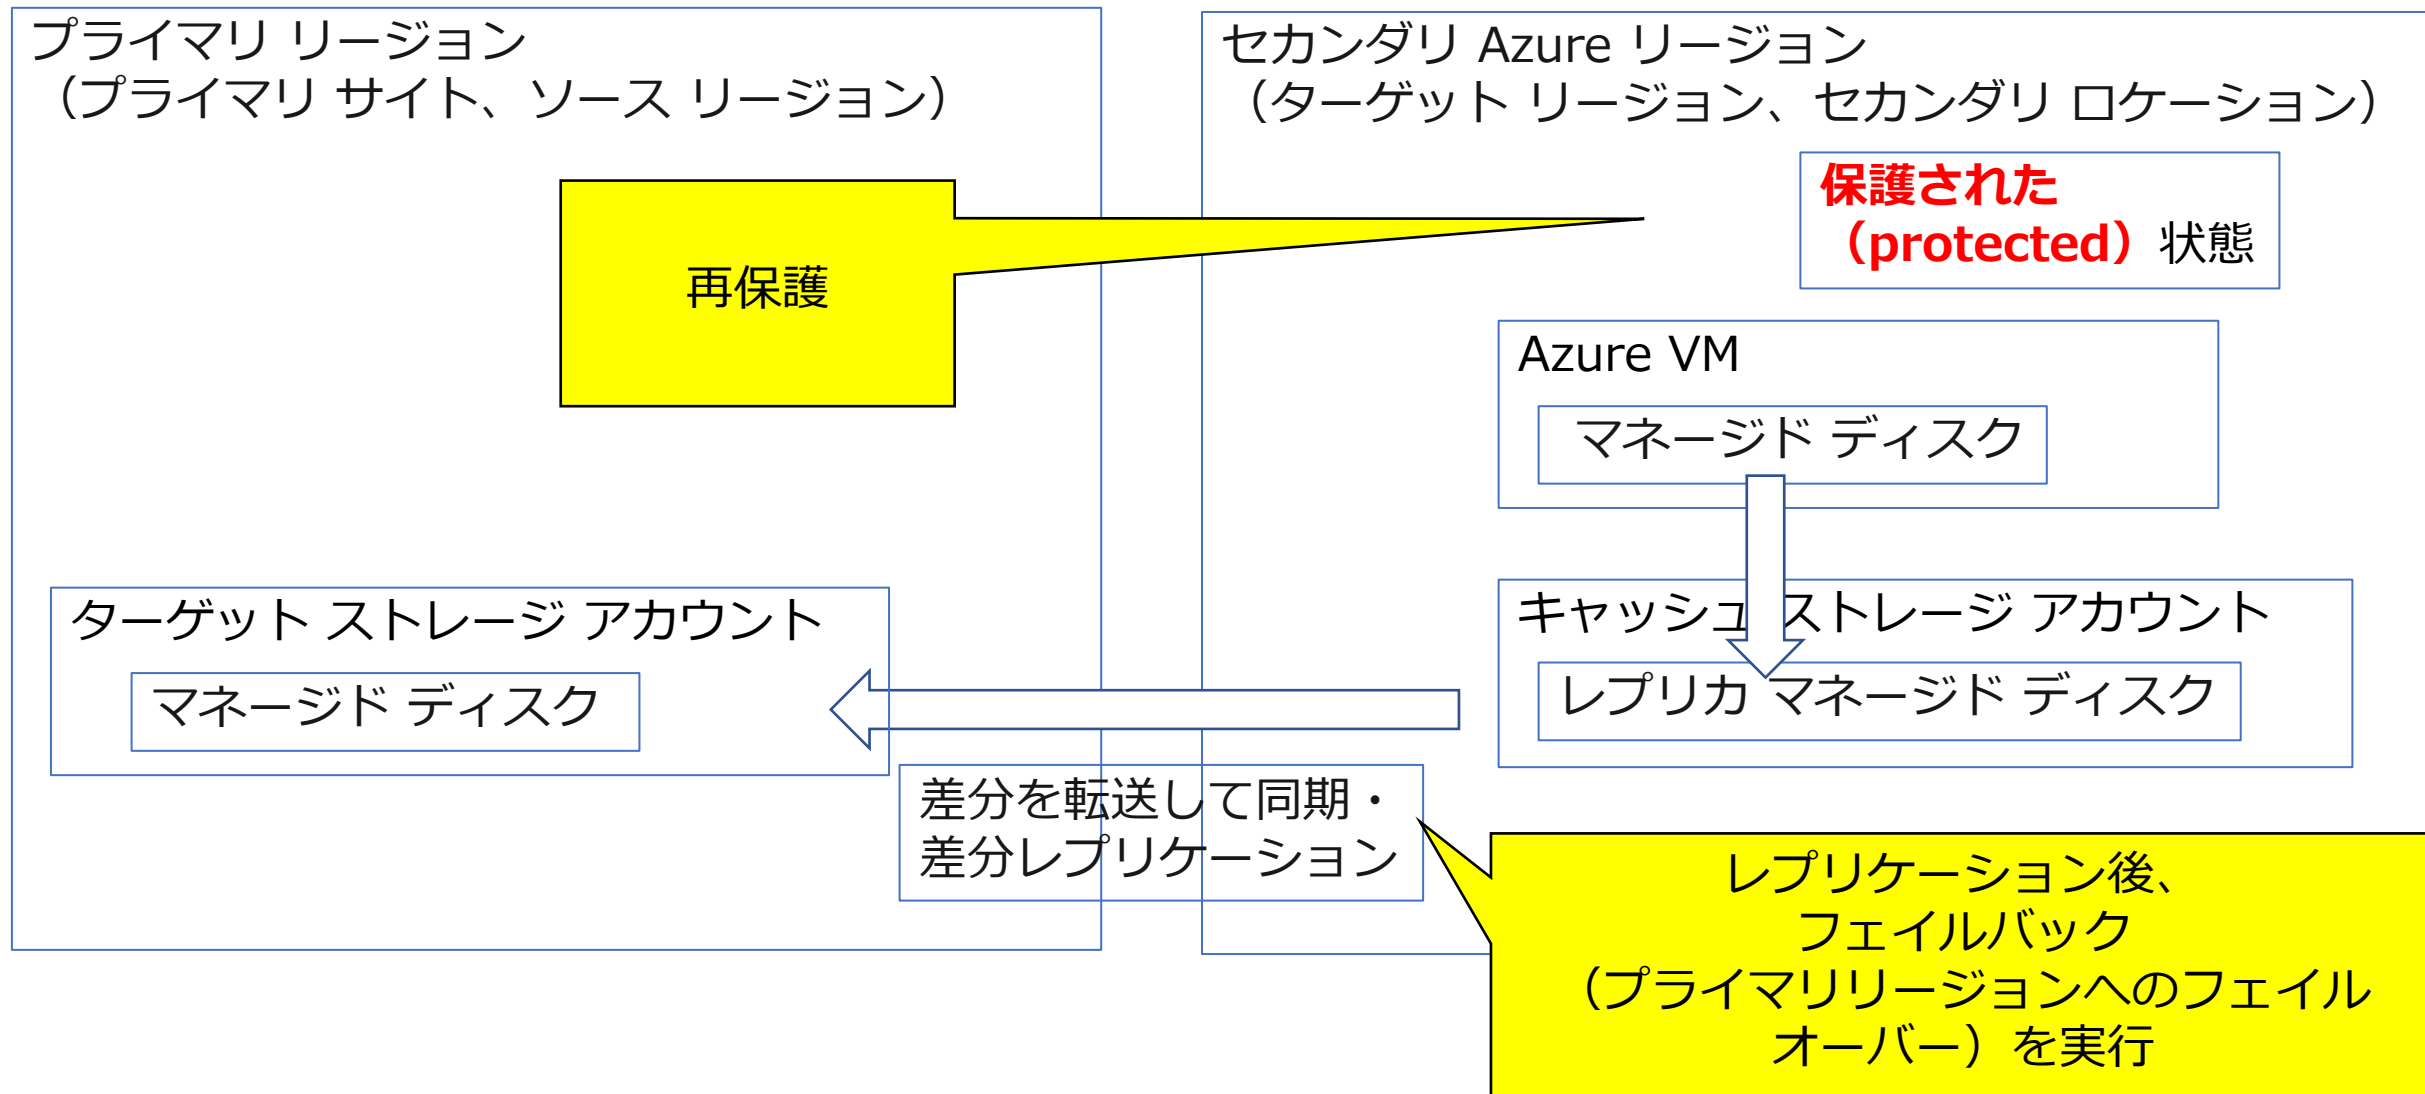 プライマリ リージョン
（プライマリ サイト、ソース リージョン）
セカンダリ Azure リージョン
（ターゲット リージョン、セカンダリ ロケーション）
保護された
（protected）状態
再保護
Azure VM
マネージド ディスク
ターゲット ストレージ アカウント
マネージド ディスク
キャッシュ ストレージ アカウント
レプリカ マネージド ディスク
差分を転送して同期・
差分レプリケーション
レプリケーション後、
フェイルバック
（プライマリリージョンへのフェイル
オーバー）を実行